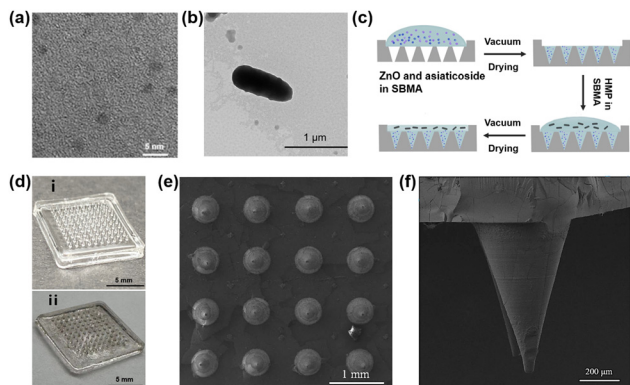 (a)
5 nm
(b)
1 μm
(c)
Vacuum
Drying
ZnO and asiaticoside
in SBMA
HMP in
SBMA
Vacuum
Drying
(d)
i
5 mm
ii
5 mm
(e)
1 mm
(f)
200 μm